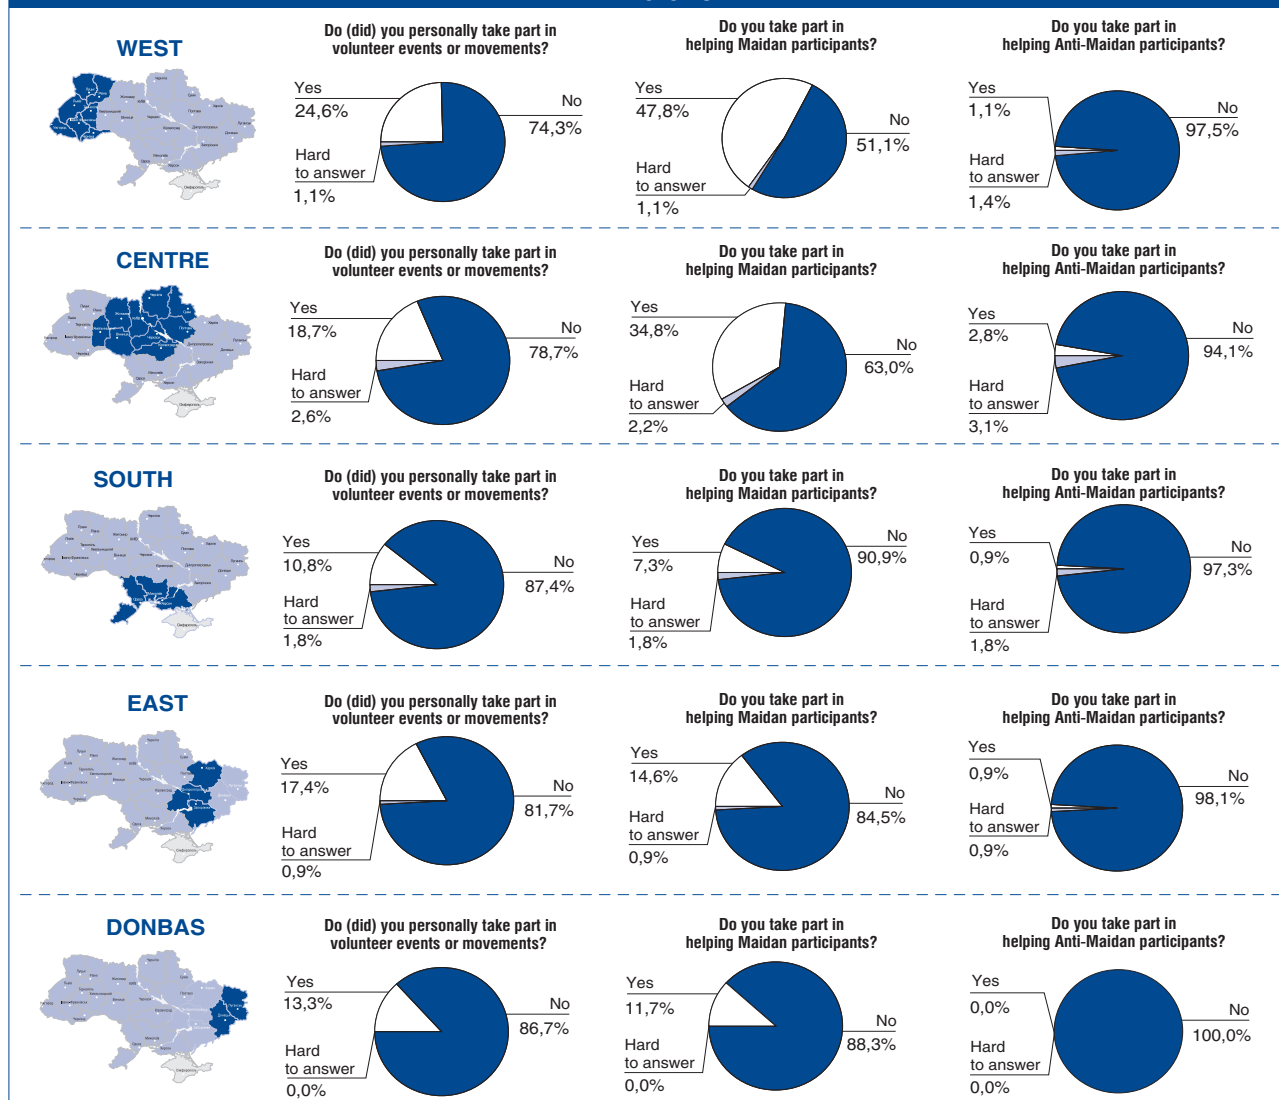 WEST
Do (did) you personally take part in
volunteer events or movements?
Yes
24,6%
No
74,3%
Hard
to answer
1,1%
Do you take part in
helping Maidan participants?
Yes
47,8%
No
51,1%
Hard
to answer
1,1%
Do you take part in
helping Anti-Maidan participants?
Yes
1,1%
No
97,5%
Hard
to answer
1,4%
CENTRE
Do (did) you personally take part in
volunteer events or movements?
Yes
18,7%
No
78,7%
Hard
to answer
2,6%
Do you take part in
helping Maidan participants?
Yes
34,8%
No
63,0%
Hard
to answer
2,2%
Do you take part in
helping Anti-Maidan participants?
Yes
2,8%
No
94,1%
Hard
to answer
3,1%
SOUTH
Do (did) you personally take part in
volunteer events or movements?
Yes
10,8%
No
87,4%
Hard
to answer
1,8%
Do you take part in
helping Maidan participants?
Yes
7,3%
No
90,9%
Hard
to answer
1,8%
Do you take part in
helping Anti-Maidan participants?
Yes
0,9%
No
97,3%
Hard
to answer
1,8%
EAST
Do (did) you personally take part in
volunteer events or movements?
Yes
17,4%
No
81,7%
Hard
to answer
0,9%
Do you take part in
helping Maidan participants?
Yes
14,6%
No
84,5%
Hard
to answer
0,9%
Do you take part in
helping Anti-Maidan participants?
Yes
0,9%
No
98,1%
Hard
to answer
0,9%
DONBAS
Do (did) you personally take part in
volunteer events or movements?
Yes
13,3%
No
86,7%
Hard
to answer
0,0%
Do you take part in
helping Maidan participants?
Yes
11,7%
No
88,3%
Hard
to answer
0,0%
Do you take part in
helping Anti-Maidan participants?
Yes
0,0%
No
100,0%
Hard
to answer
0,0%